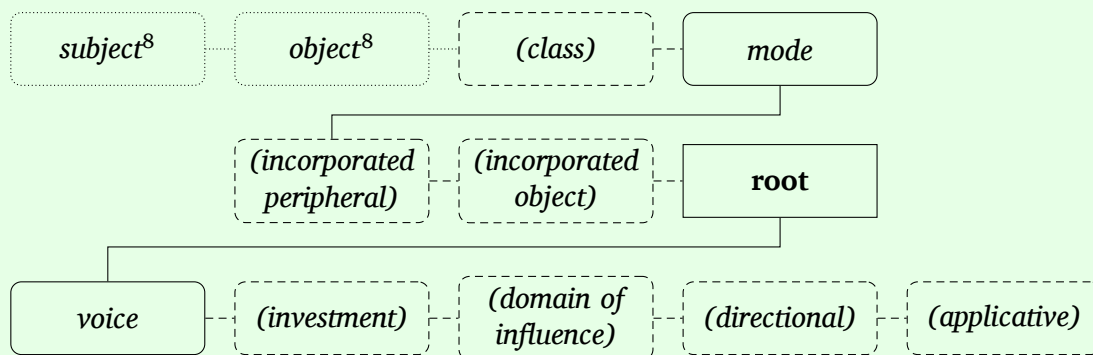 subject⁸ object⁸ (class) mode
(incorporated peripheral) (incorporated object) root
voice (investment) (domain of influence) (directional) (applicative)